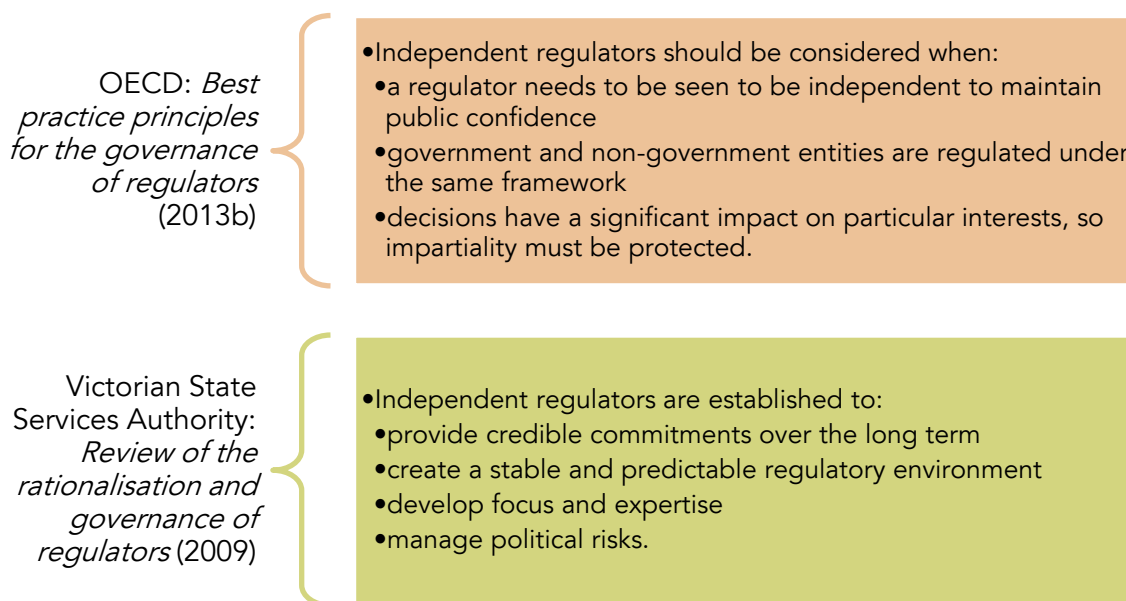 OECD: Best
practice principles
for the governance
of regulators
(2013b)
•Independent regulators should be considered when:
•a regulator needs to be seen to be independent to maintain
public confidence
•government and non-government entities are regulated under
the same framework
•decisions have a significant impact on particular interests, so
impartiality must be protected.
Victorian State
Services Authority:
Review of the
rationalisation and
governance of
regulators (2009)
•Independent regulators are established to:
•provide credible commitments over the long term
•create a stable and predictable regulatory environment
•develop focus and expertise
•manage political risks.